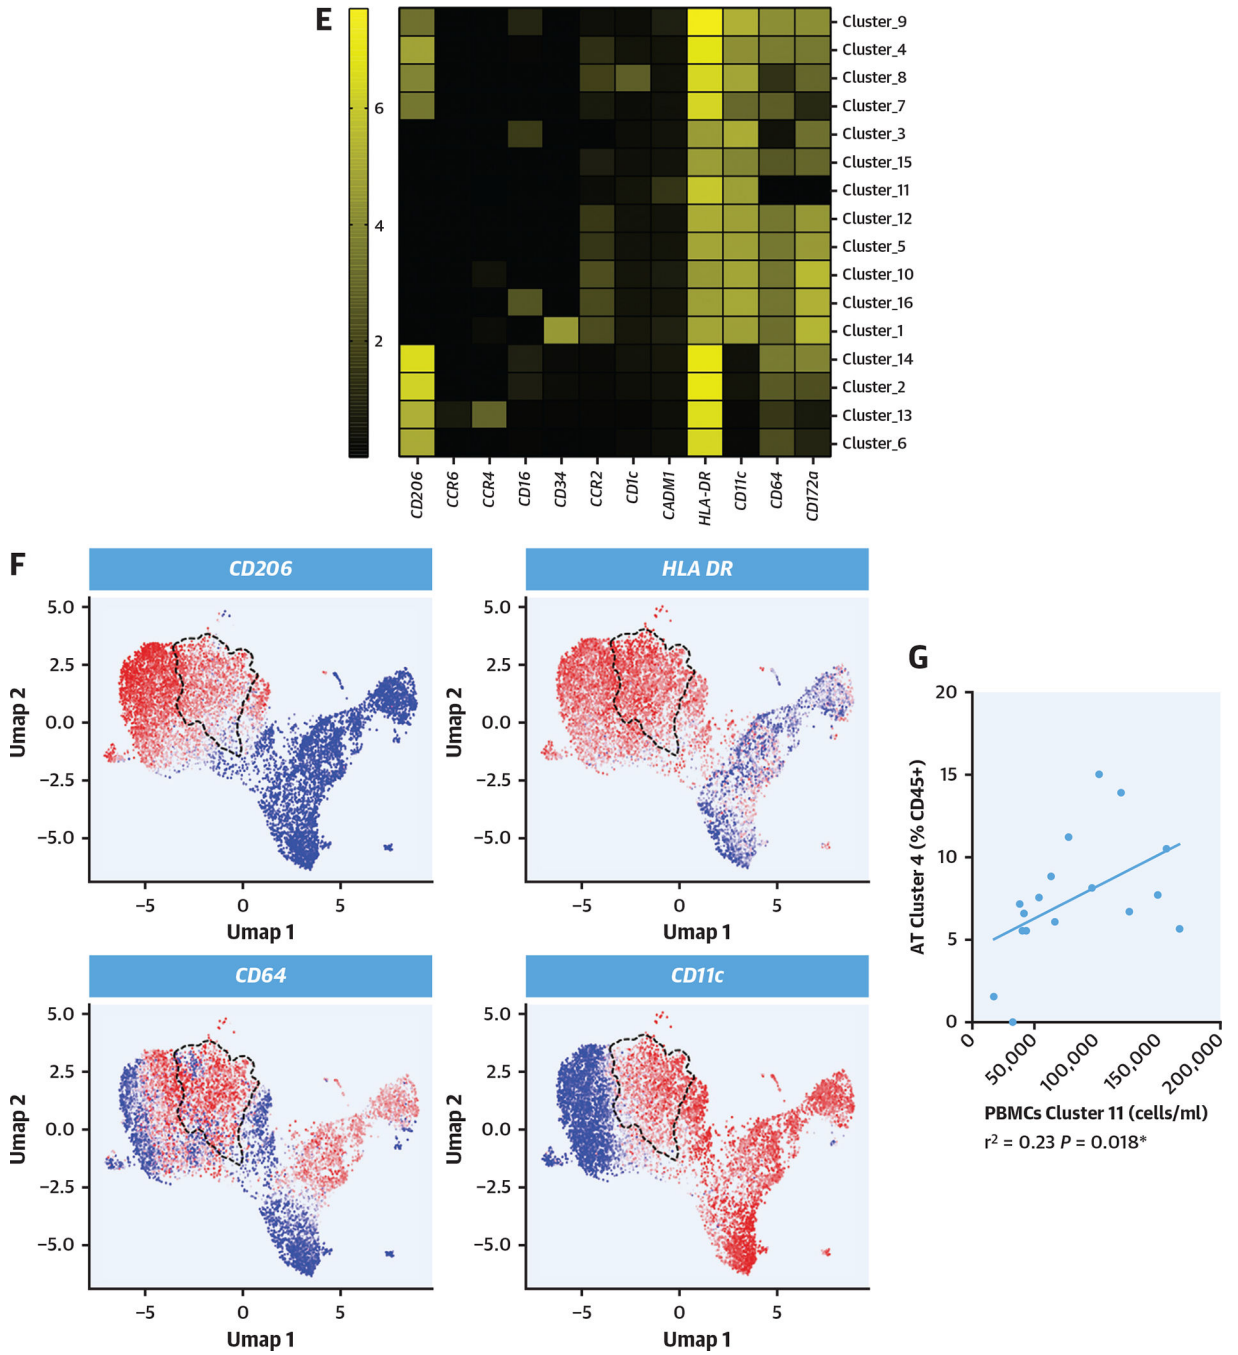 E
6
4
2
Cluster_9
Cluster_4
Cluster_8
Cluster_7
Cluster_3
Cluster_15
Cluster_11
Cluster_12
Cluster_5
Cluster_10
Cluster_16
Cluster_1
Cluster_14
Cluster_2
Cluster_13
Cluster_6
CD206
CCR6
CCR4
CD16
CD34
CCR2
CD1c
CADM1
HLA-DR
CD11c
CD64
CD172a
F
CD206
5.0
2.5
0.0
−2.5
−5.0
Umap 2
−5 0 5
Umap 1
HLA DR
5.0
2.5
0.0
−2.5
−5.0
Umap 2
−5 0 5
Umap 1
CD64
5.0
2.5
0.0
−2.5
−5.0
Umap 2
−5 0 5
Umap 1
CD11c
5.0
2.5
0.0
−2.5
−5.0
Umap 2
−5 0 5
Umap 1
G
20
15
10
5
0
AT Cluster 4 (% CD45+)
0 50,000 100,000 150,000 200,000
PBMCs Cluster 11 (cells/ml)
r² = 0.23 P = 0.018*